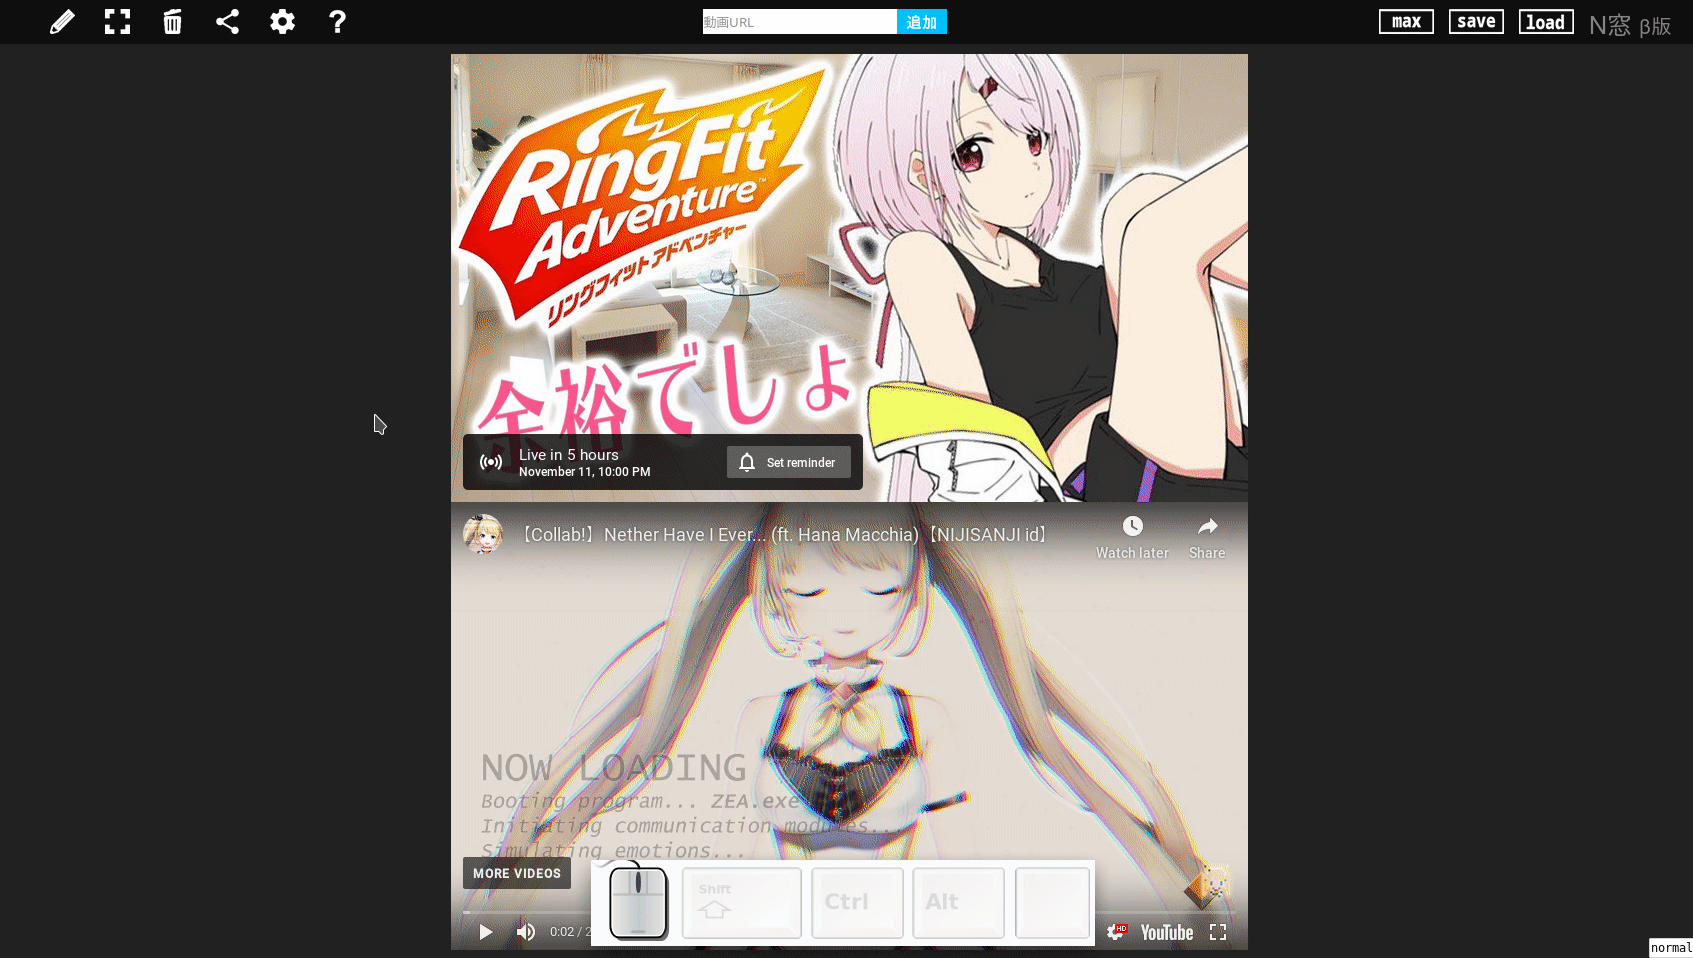 ?
動画URL
追加
max
save
load
N窓 β版
RingFit
Adventure™
リングフィット アドベンチャー
余裕でしょ
Live in 5 hours
November 11, 10:00 PM
Set reminder
【Collab!】 Nether Have I Ever... (ft. Hana Macchia)【NIJISANJI id】
Watch later
Share
NOW LOADING
Booting program... ZEA.exe
Initiating communication modules...
Simulating emotions...
MORE VIDEOS
Shift
Ctrl
Alt
0:02 / 2
HD
YouTube
normal